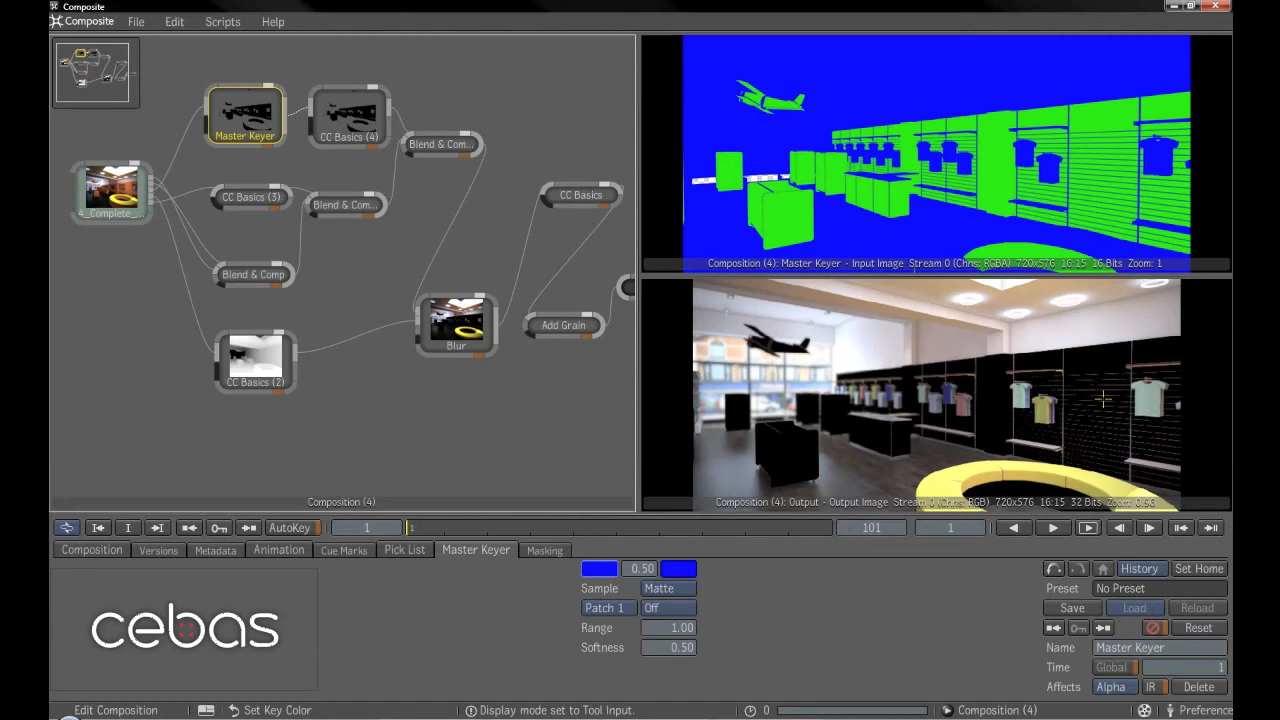 Composite
Composite File Edit Scripts Help
Master Keyer
CC Basics (4)
Blend & Com...
4_Complete_...
CC Basics (3)
Blend & Com...
CC Basics
Blend & Comp
Add Grain
Blur
CC Basics (2)
Composition (4)
Composition (4): Master Keyer - Input Image Stream 0 (Chns: RGBA) 720x576 16:15 16 Bits Zoom: 1
Composition (4): Output - Output Image Stream 0 (Chns: RGB) 720x576 16:15 32 Bits Zoom: 0.96
AutoKey 1 1 101 1
Composition Versions Metadata Animation Cue Marks Pick List Master Keyer Masking
cebas
0.50
Sample Matte
Patch 1 Off
Range 1.00
Softness 0.50
History Set Home
Preset No Preset
Save Load Reload
Reset
Name Master Keyer
Time Global 1
Affects Alpha IR Delete
Edit Composition Set Key Color Display mode set to Tool Input. 0 Composition (4) Preference